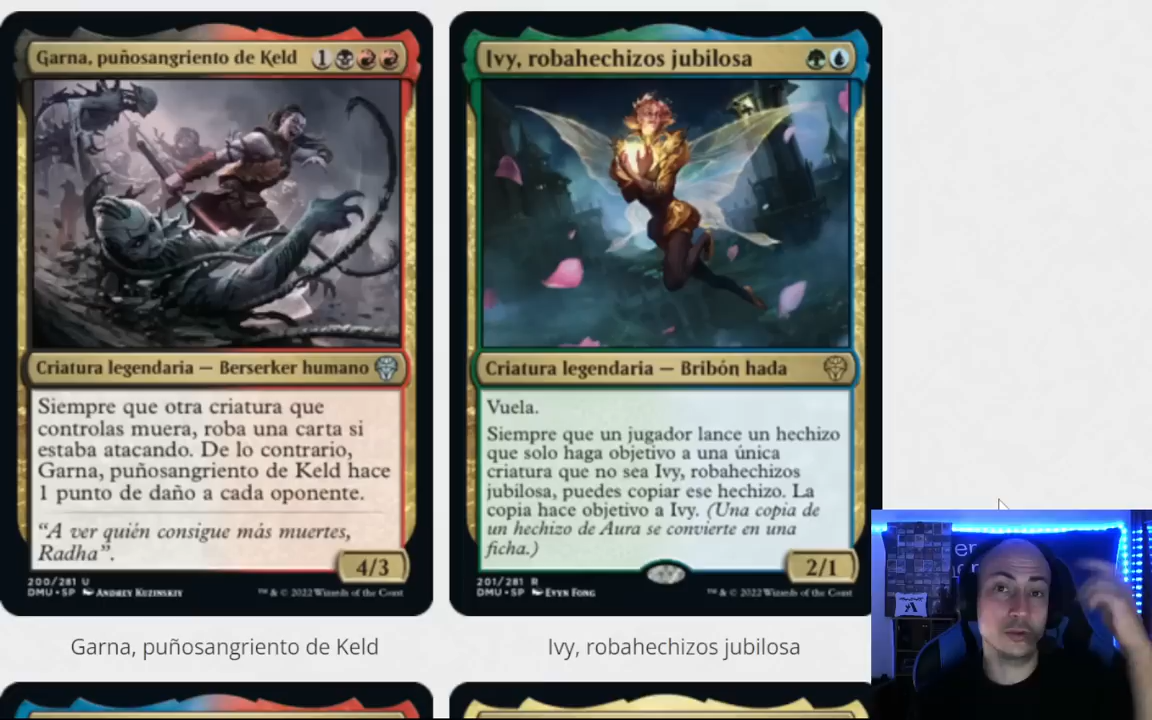 Garna, puñosangriento de Keld
1
Criatura legendaria — Berserker humano
Siempre que otra criatura que
controlas muera, roba una carta si
estaba atacando. De lo contrario,
Garna, puñosangriento de Keld hace
1 punto de daño a cada oponente.
“A ver quién consigue más muertes,
Radha”.
4/3
200/281 U
DMU • SP Andrey Kuzinskiy
™ & © 2022 Wizards of the Coast
Garna, puñosangriento de Keld
Ivy, robahechizos jubilosa
Criatura legendaria — Bribón hada
Vuela.
Siempre que un jugador lance un hechizo
que solo haga objetivo a una única
criatura que no sea Ivy, robahechizos
jubilosa, puedes copiar ese hechizo. La
copia hace objetivo a Ivy. (Una copia de
un hechizo de Aura se convierte en una
ficha.)
2/1
201/281 R
DMU • SP Evyn Fong
™ & © 2022 Wizards of the Coast
Ivy, robahechizos jubilosa